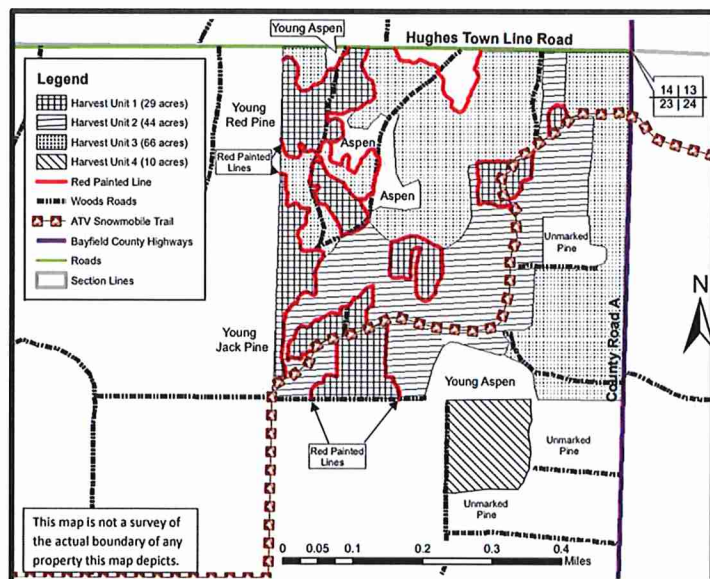 Young Aspen
Hughes Town Line Road
Legend
Harvest Unit 1 (29 acres)
Harvest Unit 2 (44 acres)
Harvest Unit 3 (66 acres)
Harvest Unit 4 (10 acres)
Red Painted Line
Woods Roads
ATV Snowmobile Trail
Bayfield County Highways
Roads
Section Lines
14 | 13
23 | 24
Young
Red Pine
Red Painted
Lines
Aspen
Aspen
Unmarked
Pine
N
County Road A
Young
Jack Pine
Young Aspen
Red Painted
Lines
Unmarked
Pine
Unmarked
Pine
This map is not a survey of
the actual boundary of any
property this map depicts.
0 0.05 0.1 0.2 0.3 0.4
Miles